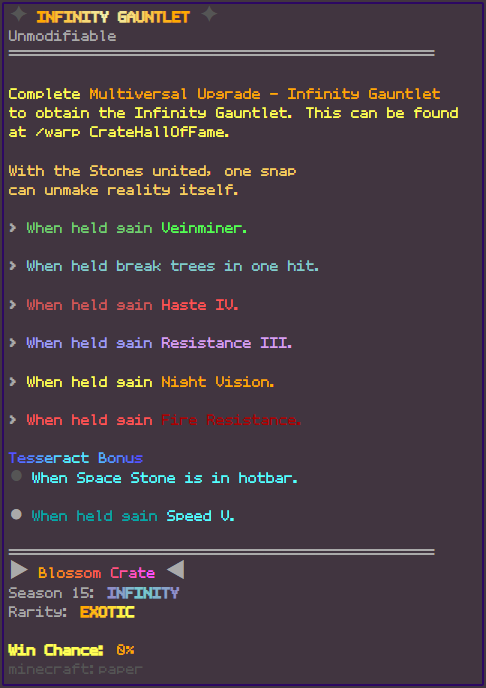 ✦ INFINITY GAUNTLET ✦
Unmodifiable
Complete Multiversal Upgrade - Infinity Gauntlet
to obtain the Infinity Gauntlet. This can be found
at /warp CrateHallOfFame.
With the Stones united, one snap
can unmake reality itself.
> When held gain Veinminer.
> When held break trees in one hit.
> When held gain Haste IV.
> When held gain Resistance III.
> When held gain Night Vision.
> When held gain Fire Resistance.
Tesseract Bonus
● When Space Stone is in hotbar.
● When held gain Speed V.
▶ Blossom Crate ◀
Season 15: INFINITY
Rarity: EXOTIC
Win Chance: 0%
minecraft:paper